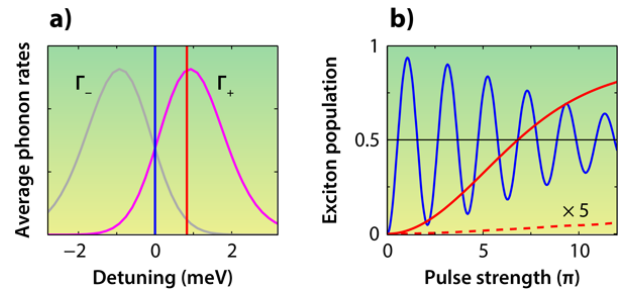 a)
Average phonon rates
Γ₋
Γ₊
−2
0
2
Detuning (meV)
b)
Exciton population
1
0.5
0
× 5
0
5
10
Pulse strength (π)